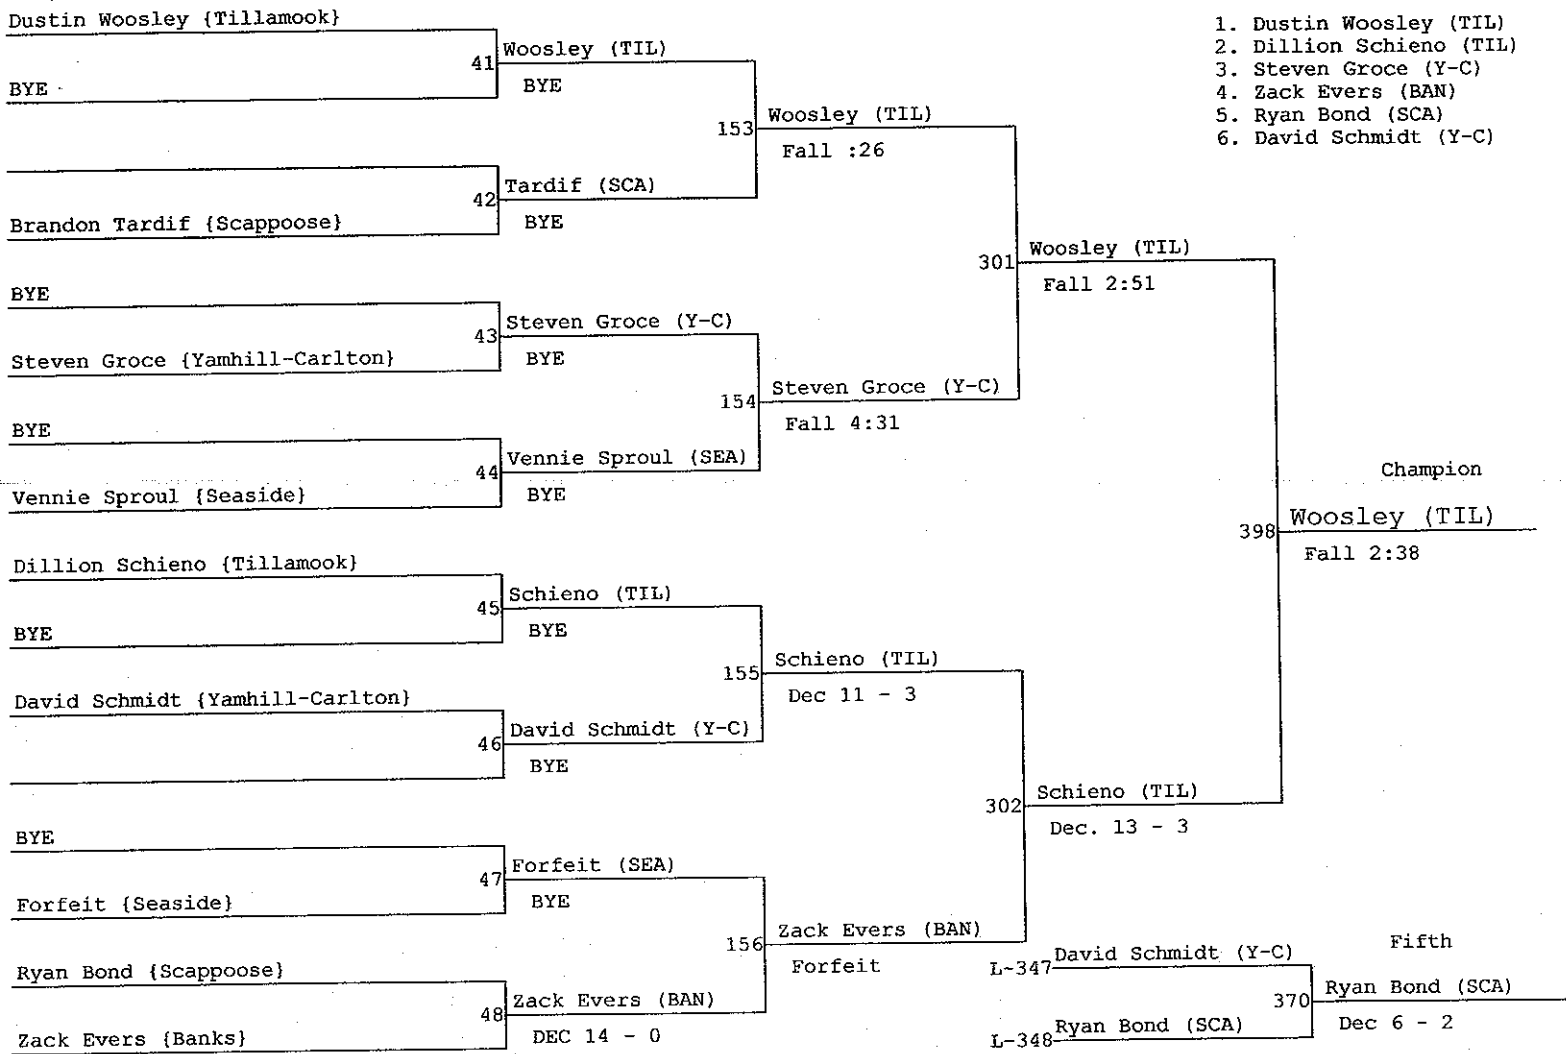 Dustin Woosley {Tillamook}
41
Woosley (TIL)
BYE
BYE
153
Woosley (TIL)
Fall :26
42
Tardif (SCA)
Brandon Tardif {Scappoose}
BYE
301
Woosley (TIL)
Fall 2:51
BYE
43
Steven Groce (Y-C)
Steven Groce {Yamhill-Carlton}
BYE
154
Steven Groce (Y-C)
Fall 4:31
BYE
44
Vennie Sproul (SEA)
Vennie Sproul {Seaside}
BYE
Champion
398
Woosley (TIL)
Fall 2:38
Dillion Schieno {Tillamook}
45
Schieno (TIL)
BYE
BYE
155
Schieno (TIL)
Dec 11 - 3
David Schmidt {Yamhill-Carlton}
46
David Schmidt (Y-C)
BYE
302
Schieno (TIL)
Dec. 13 - 3
BYE
47
Forfeit (SEA)
Forfeit {Seaside}
BYE
156
Zack Evers (BAN)
Forfeit
Ryan Bond {Scappoose}
48
Zack Evers (BAN)
Zack Evers {Banks}
DEC 14 - 0
1. Dustin Woosley (TIL)
2. Dillion Schieno (TIL)
3. Steven Groce (Y-C)
4. Zack Evers (BAN)
5. Ryan Bond (SCA)
6. David Schmidt (Y-C)
Fifth
L-347 David Schmidt (Y-C)
370
Ryan Bond (SCA)
L-348 Ryan Bond (SCA)
Dec 6 - 2